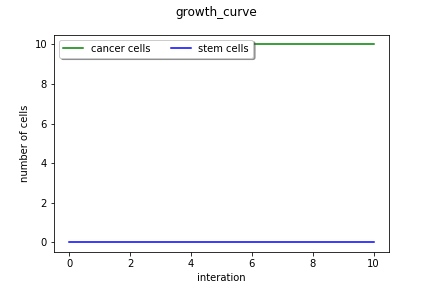 growth_curve
cancer cells stem cells
10
8
6
4
2
0
number of cells
0 2 4 6 8 10
interation